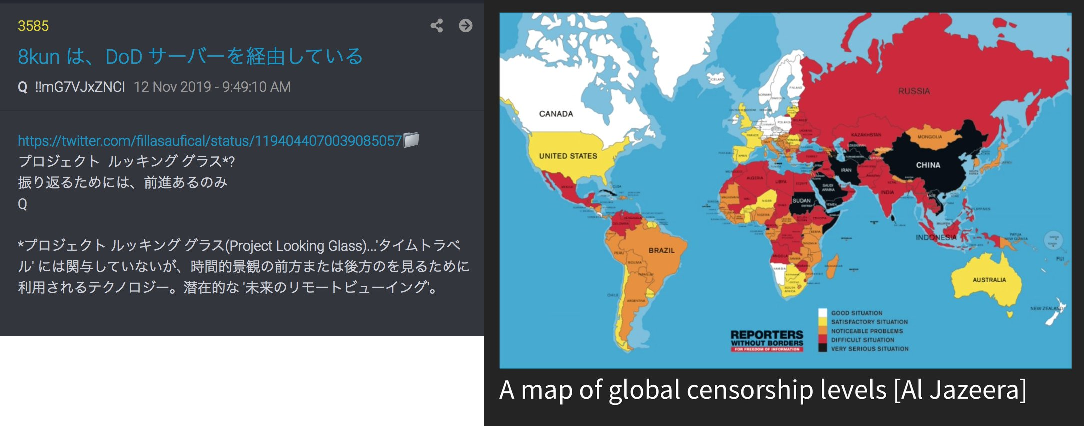 3585
8kun は、DoD サーバーを経由している
Q !!mG7VJxZNCI 12 Nov 2019 - 9:49:10 AM
https://twitter.com/fillasaufical/status/1194044070039085057
プロジェクト ルッキング グラス*?
振り返るためには、前進あるのみ
Q
*プロジェクト ルッキング グラス(Project Looking Glass)...'タイムトラベ
ル' には関与していないが、時間的景観の前方または後方のを見るために
利用されるテクノロジー。潜在的な '未来のリモートビューイング'。
RUSSIA
CANADA
UNITED STATES
KAZAKHSTAN
MONGOLIA
CHINA
IRAN
SAUDI ARABIA
ALGERIA
LIBYA
INDIA
SUDAN
INDONESIA
BRAZIL
AUSTRALIA
NEW ZEALAND
CHILE
ICELAND
REPORTERS
WITHOUT BORDERS
FOR FREEDOM OF INFORMATION
GOOD SITUATION
SATISFACTORY SITUATION
NOTICEABLE PROBLEMS
DIFFICULT SITUATION
VERY SERIOUS SITUATION
A map of global censorship levels [Al Jazeera]